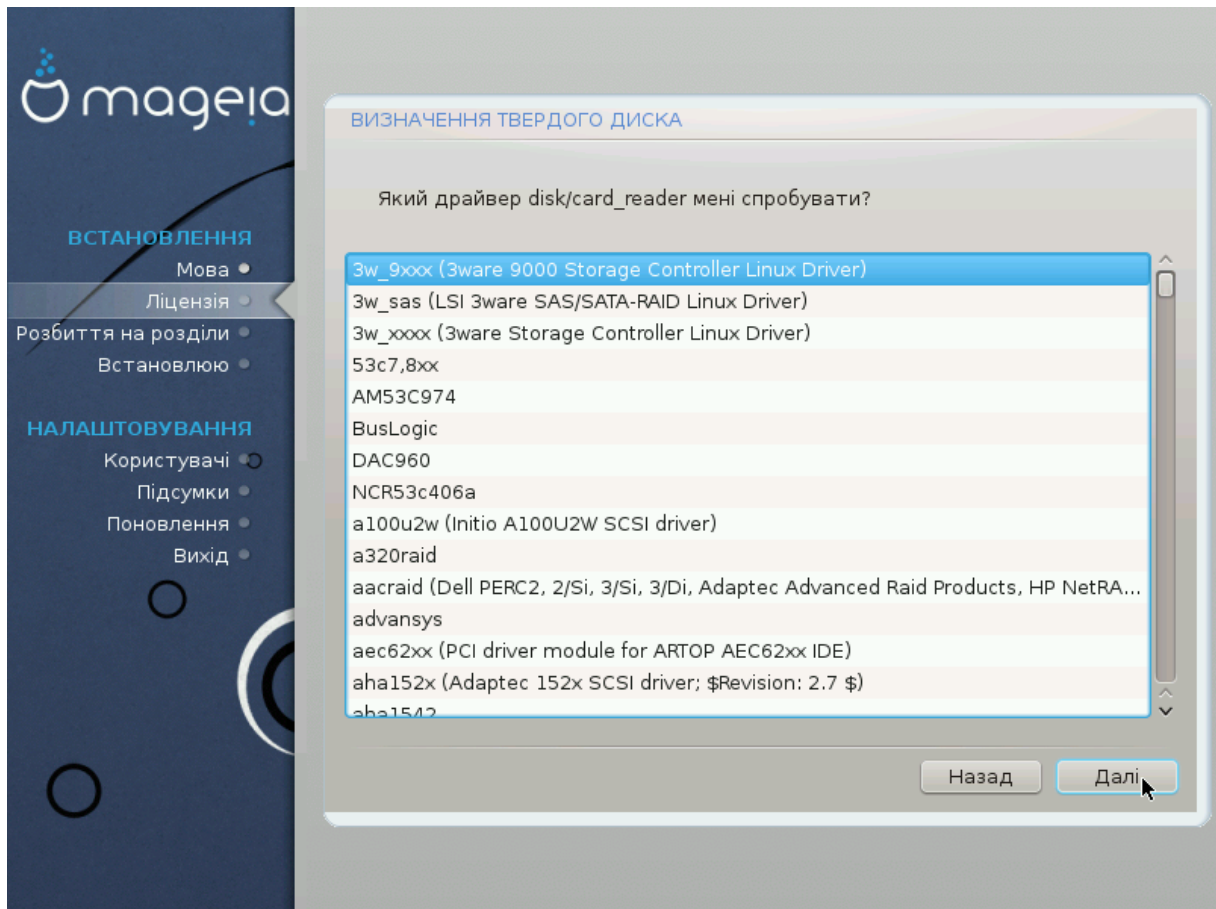 mageia
ВСТАНОВЛЕННЯ
Мова
Ліцензія
Розбиття на розділи
Встановлюю
НАЛАШТОВУВАННЯ
Користувачі
Підсумки
Поновлення
Вихід
ВИЗНАЧЕННЯ ТВЕРДОГО ДИСКА
Який драйвер disk/card_reader мені спробувати?
3w_9xxx (3ware 9000 Storage Controller Linux Driver)
3w_sas (LSI 3ware SAS/SATA-RAID Linux Driver)
3w_xxxx (3ware Storage Controller Linux Driver)
53c7,8xx
AM53C974
BusLogic
DAC960
NCR53c406a
a100u2w (Initio A100U2W SCSI driver)
a320raid
aacraid (Dell PERC2, 2/Si, 3/Si, 3/Di, Adaptec Advanced Raid Products, HP NetRA...
advansys
aec62xx (PCI driver module for ARTOP AEC62xx IDE)
aha152x (Adaptec 152x SCSI driver; $Revision: 2.7 $)
aha1542
Назад
Далі